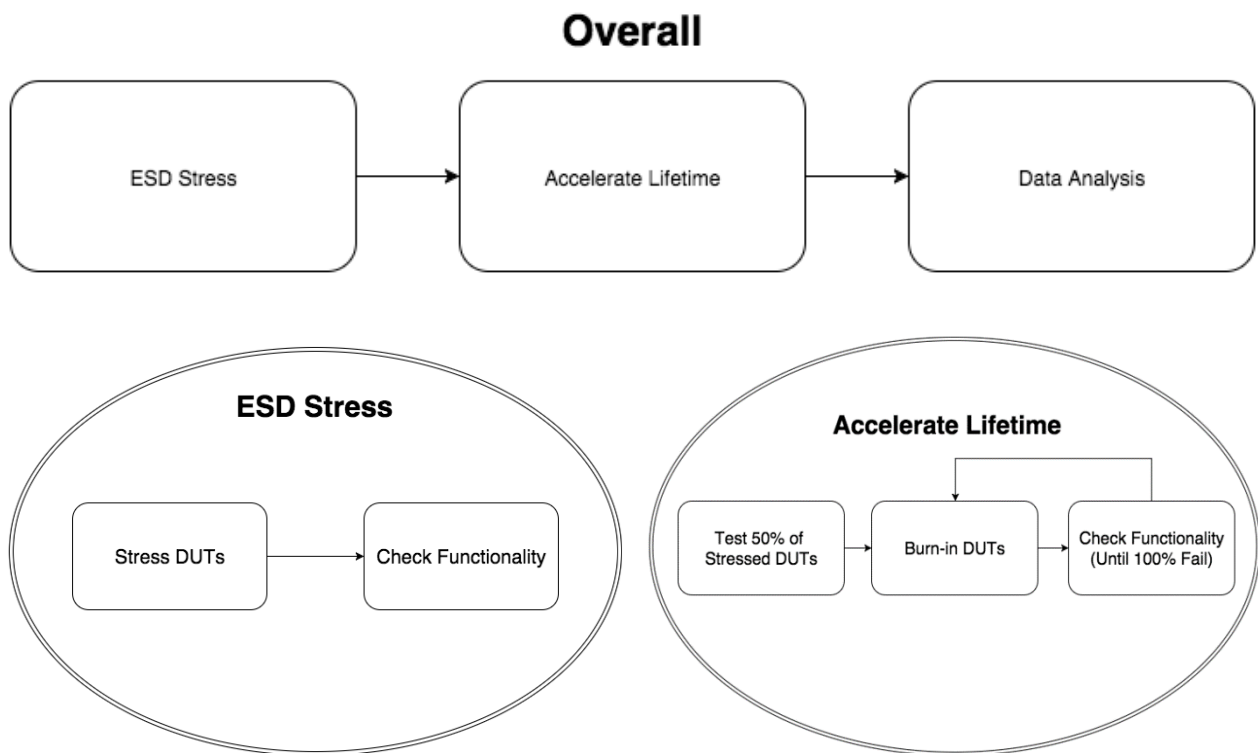 Overall
ESD Stress
Accelerate Lifetime
Data Analysis
ESD Stress
Stress DUTs
Check Functionality
Accelerate Lifetime
Test 50% of
Stressed DUTs
Burn-in DUTs
Check Functionality
(Until 100% Fail)